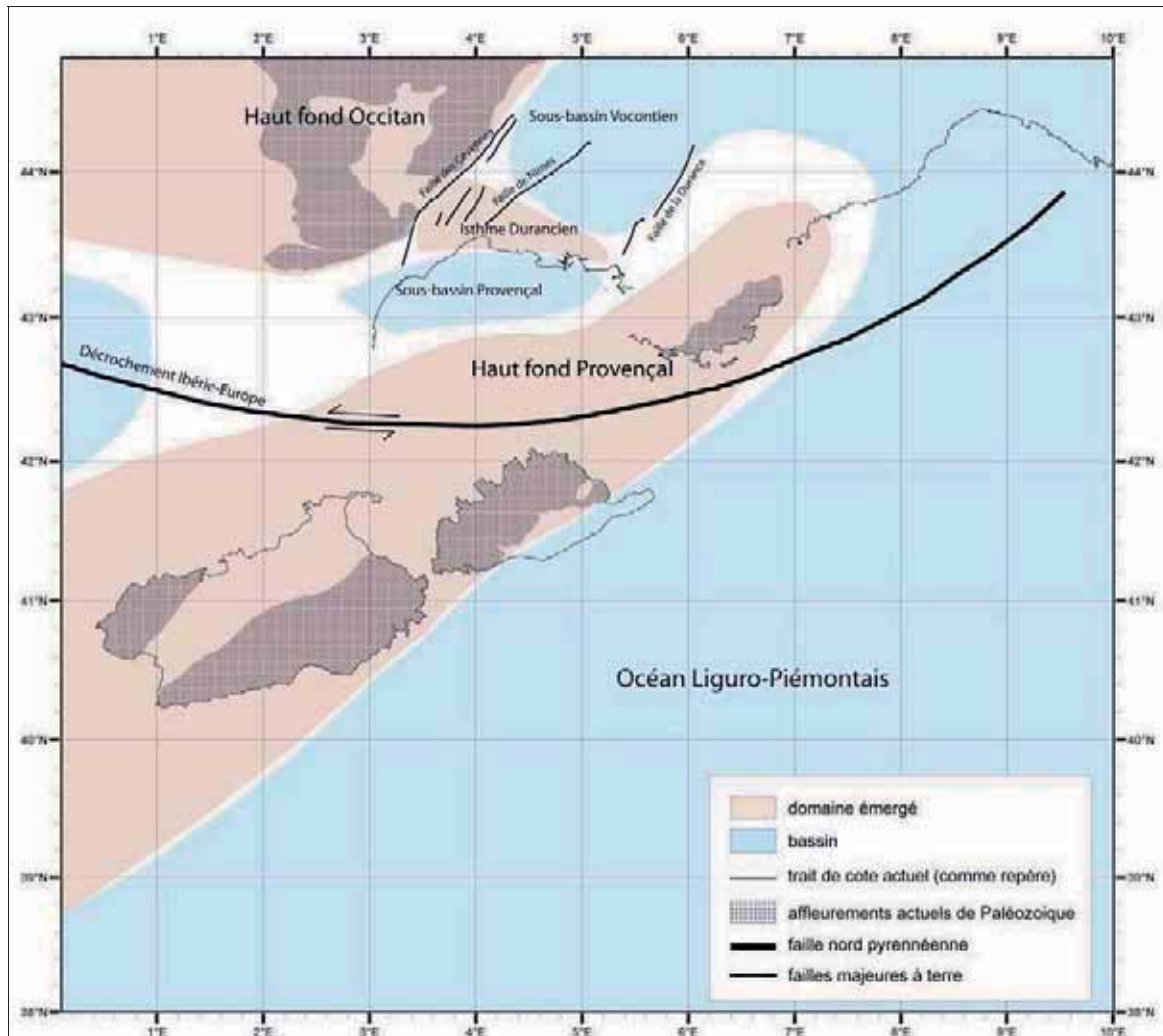 1°E 2°E 3°E 4°E 5°E 6°E 7°E 8°E 9°E 10°E
Haut fond Occitan
Sous-bassin Vocontien
44°N 44°N
Faille des Cévennes
Faille de Nîmes
Faille de la Durance
Isthme Durancien
Sous-bassin Provençal
43°N 43°N
Décrochement Ibérie-Europe
Haut fond Provençal
42°N 42°N
41°N 41°N
Océan Liguro-Piémontais
40°N 40°N
domaine émergé
bassin
39°N 39°N
trait de cote actuel (comme repère)
affleurements actuels de Paléozoique
faille nord pyrennéenne
failles majeures à terre
38°N 38°N
1°E 2°E 3°E 4°E 5°E 6°E 7°E 8°E 9°E 10°E